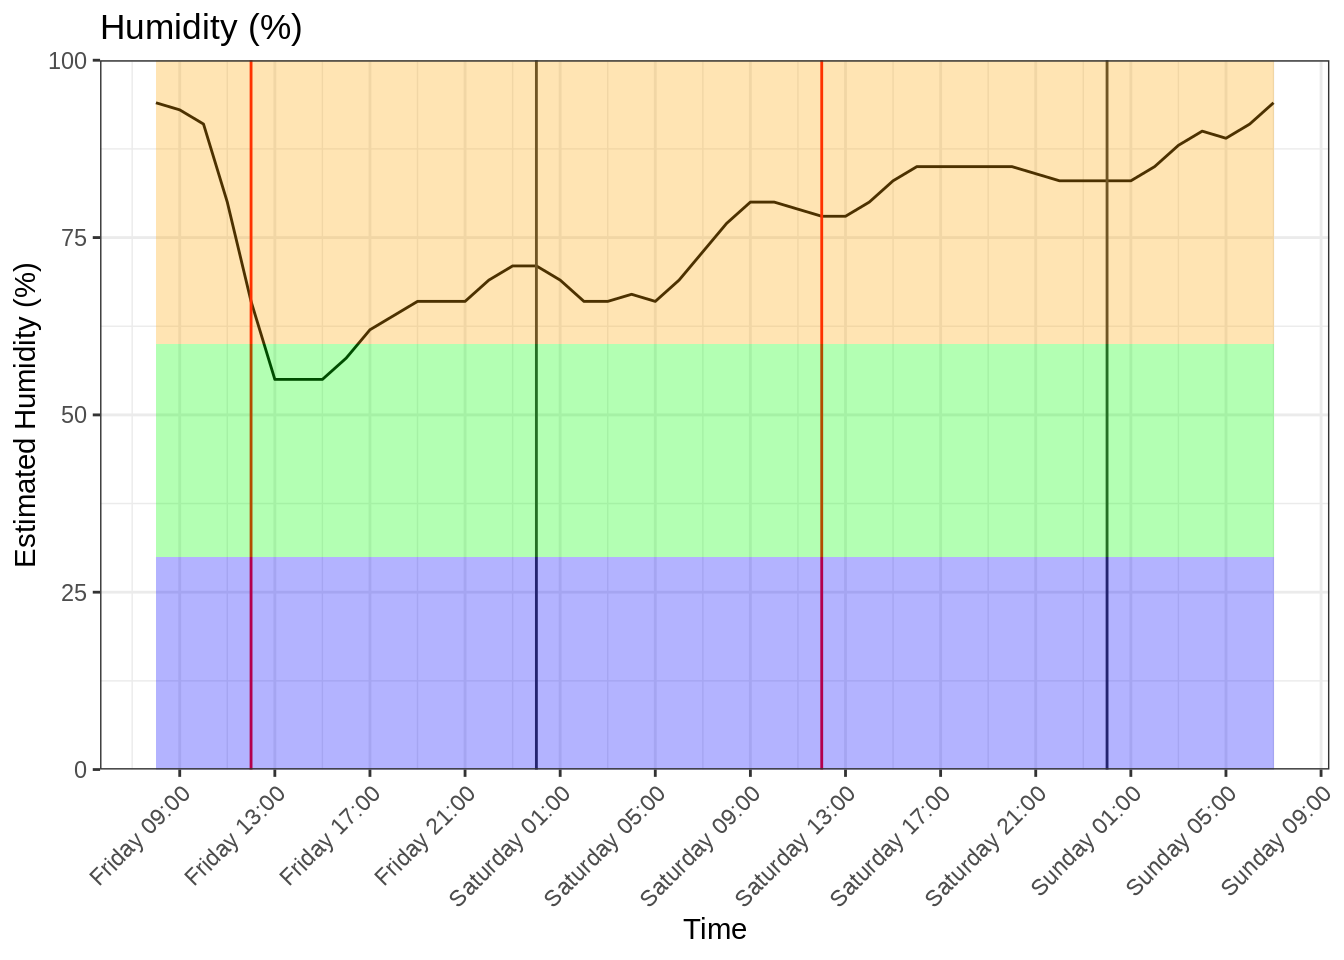 Humidity (%)
100
75
50
25
0
Estimated Humidity (%)
Friday 09:00
Friday 13:00
Friday 17:00
Friday 21:00
Saturday 01:00
Saturday 05:00
Saturday 09:00
Saturday 13:00
Saturday 17:00
Saturday 21:00
Sunday 01:00
Sunday 05:00
Sunday 09:00
Time